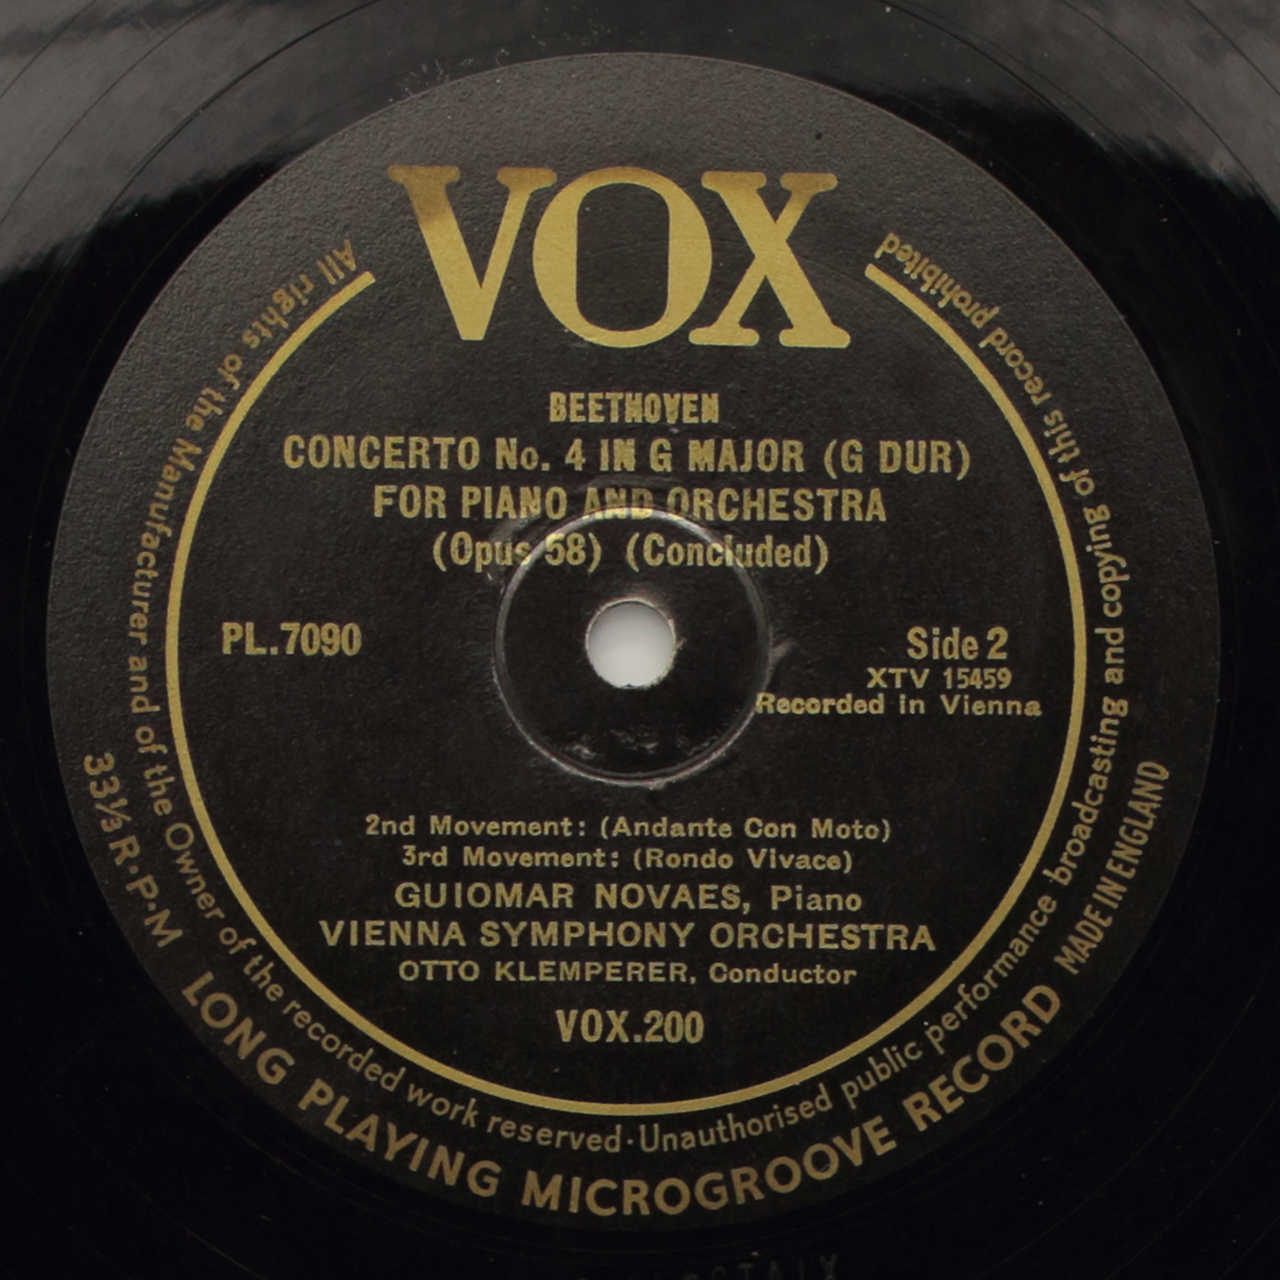 VOX
BEETHOVEN
CONCERTO No. 4 IN G MAJOR (G DUR)
FOR PIANO AND ORCHESTRA
(Opus 58) (Concluded)
PL.7090
Side 2
XTV 15459
Recorded in Vienna
2nd Movement: (Andante Con Moto)
3rd Movement: (Rondo Vivace)
GUIOMAR NOVAES, Piano
VIENNA SYMPHONY ORCHESTRA
OTTO KLEMPERER, Conductor
VOX.200
All rights of the Manufacturer and of the Owner of the recorded work reserved · Unauthorised public performance broadcasting and copying of this record prohibited
33⅓ R·P·M LONG PLAYING MICROGROOVE RECORD MADE IN ENGLAND